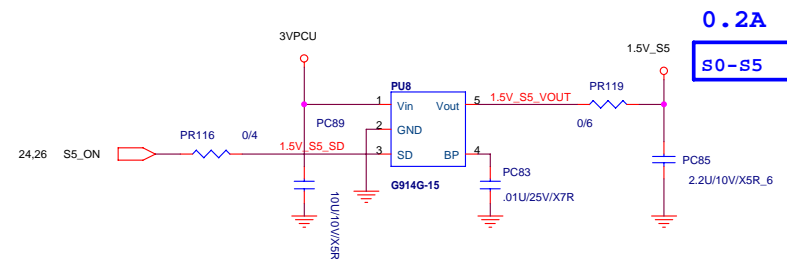 0.2A
3VPCU
1.5V_S5
S0-S5
PU8
PR119
1 Vin Vout 5 1.5V_S5_VOUT
PC89
2 GND
0/6
PR116 0/4
1.5V_S5_SD
24,26 S5_ON
3 SD BP 4
PC83
PC85
G914G-15
.01U/25V/X7R
2.2U/10V/X5R_6
10U/10V/X5R